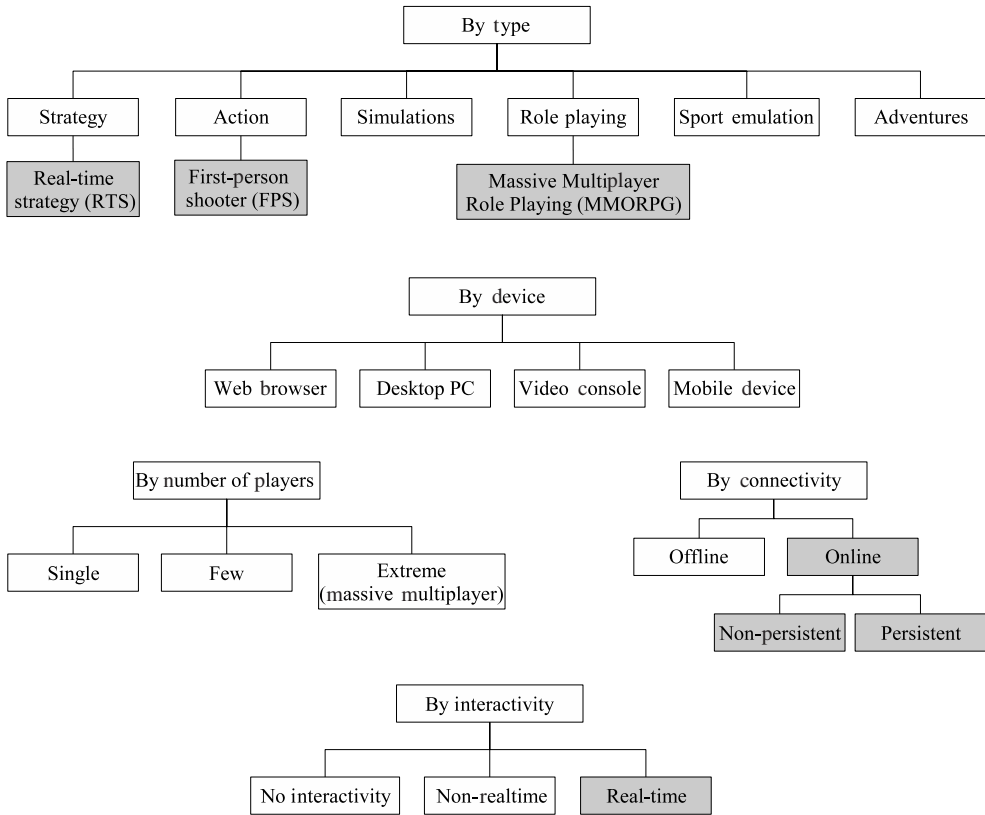 By type
Strategy
Action
Simulations
Role playing
Sport emulation
Adventures
Real-time
strategy (RTS)
First-person
shooter (FPS)
Massive Multiplayer
Role Playing (MMORPG)
By device
Web browser
Desktop PC
Video console
Mobile device
By number of players
Single
Few
Extreme
(massive multiplayer)
By connectivity
Offline
Online
Non-persistent
Persistent
By interactivity
No interactivity
Non-realtime
Real-time